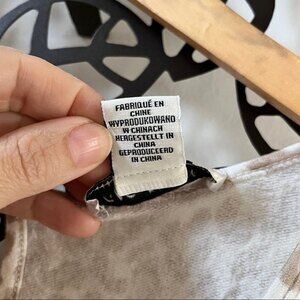 FABRIQUÉ EN
CHINE
WYPRODUKOWANO
W CHINACH
HERGESTELLT IN
CHINA
GEPRODUCEERD
IN CHINA